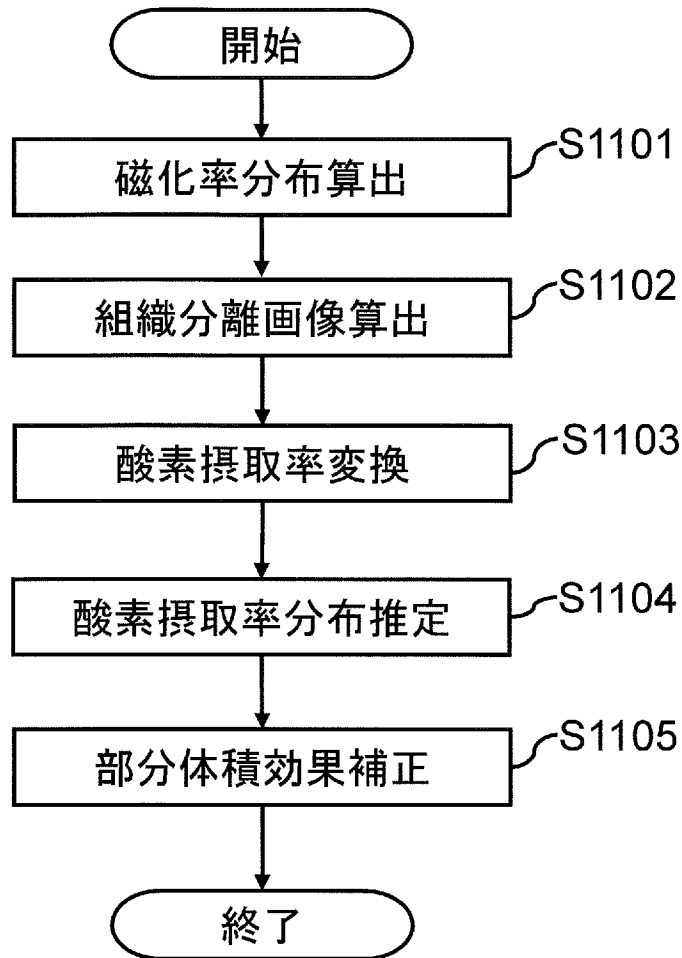 開始
磁化率分布算出
S1101
組織分離画像算出
S1102
酸素摂取率変換
S1103
酸素摂取率分布推定
S1104
部分体積効果補正
S1105
終了